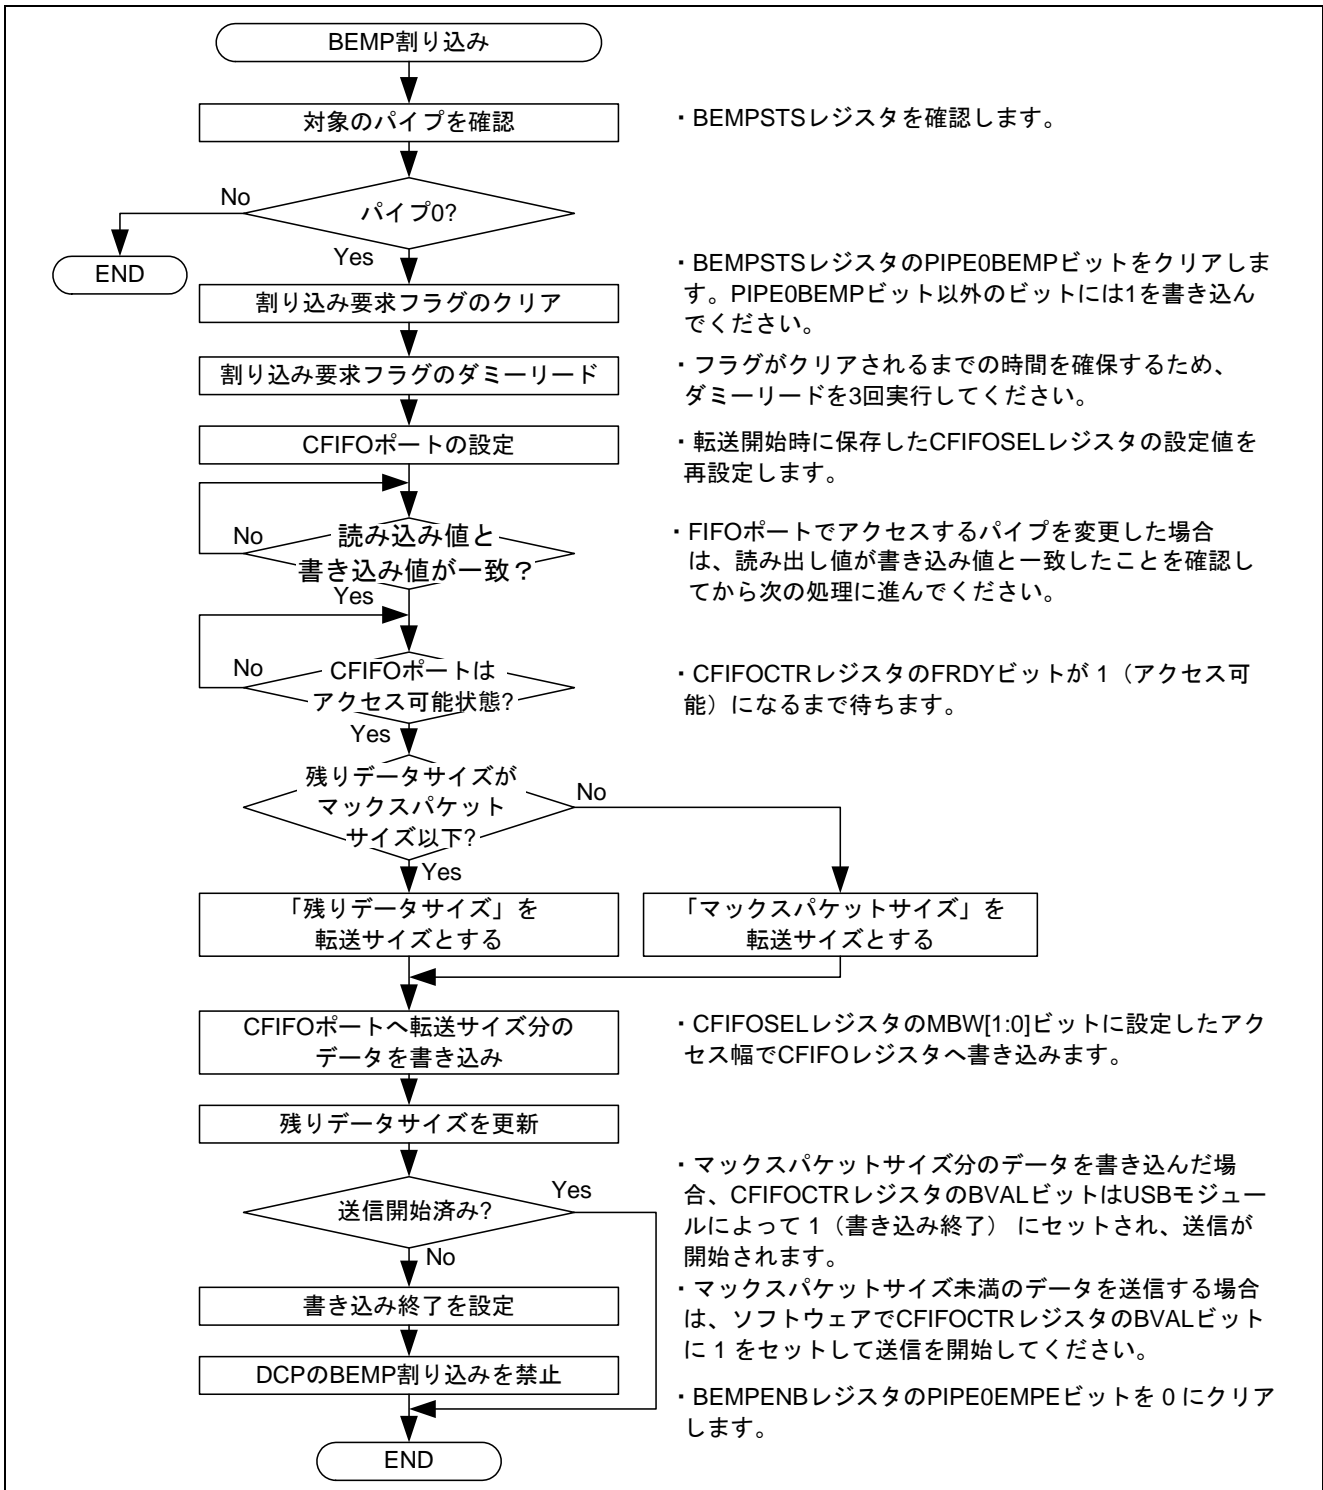 BEMP割り込み
対象のパイプを確認
・BEMPSTSレジスタを確認します。
No
パイプ0?
END
Yes
・BEMPSTSレジスタのPIPE0BEMPビットをクリアしま
す。PIPE0BEMPビット以外のビットには1を書き込ん
でください。
割り込み要求フラグのクリア
割り込み要求フラグのダミーリード
・フラグがクリアされるまでの時間を確保するため、
ダミーリードを3回実行してください。
CFIFOポートの設定
・転送開始時に保存したCFIFOSELレジスタの設定値を
再設定します。
No
読み込み値と
書き込み値が一致？
Yes
・FIFOポートでアクセスするパイプを変更した場合
は、読み出し値が書き込み値と一致したことを確認し
てから次の処理に進んでください。
No
CFIFOポートは
アクセス可能状態?
Yes
・CFIFOCTRレジスタのFRDYビットが 1（アクセス可
能）になるまで待ちます。
残りデータサイズが
マックスパケット
サイズ以下?
No
Yes
「残りデータサイズ」を
転送サイズとする
「マックスパケットサイズ」を
転送サイズとする
CFIFOポートへ転送サイズ分の
データを書き込み
・CFIFOSELレジスタのMBW[1:0]ビットに設定したアク
セス幅でCFIFOレジスタへ書き込みます。
残りデータサイズを更新
送信開始済み?
Yes
No
・マックスパケットサイズ分のデータを書き込んだ場
合、CFIFOCTRレジスタのBVALビットはUSBモジュー
ルによって 1（書き込み終了） にセットされ、送信が
開始されます。
書き込み終了を設定
・マックスパケットサイズ未満のデータを送信する場合
は、ソフトウェアでCFIFOCTRレジスタのBVALビット
に 1 をセットして送信を開始してください。
DCPのBEMP割り込みを禁止
・BEMPENBレジスタのPIPE0EMPEビットを 0 にクリア
します。
END